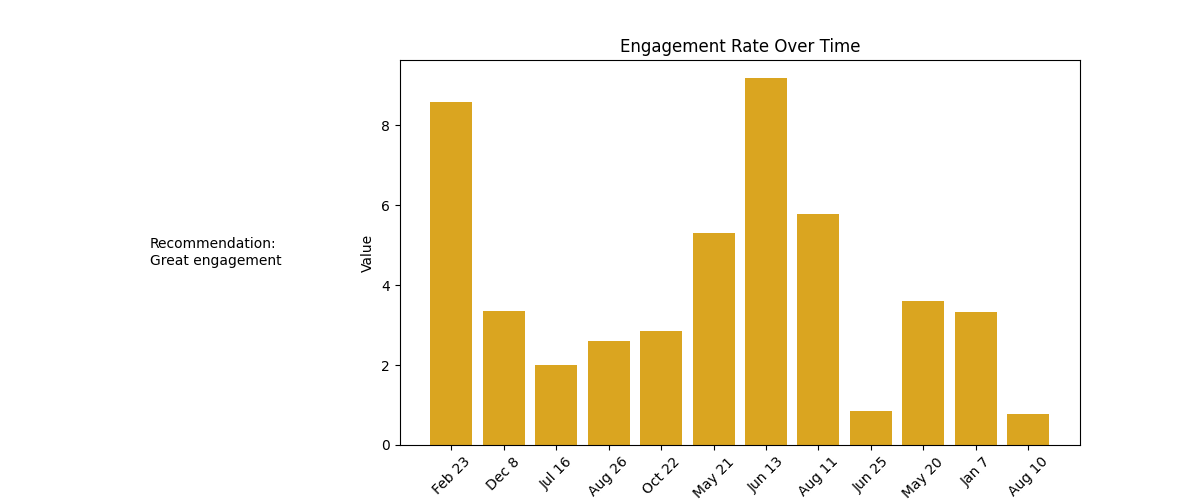 Engagement Rate Over Time
Recommendation:
Great engagement
Value
8
6
4
2
0
Feb 23
Dec 8
Jul 16
Aug 26
Oct 22
May 21
Jun 13
Aug 11
Jun 25
May 20
Jan 7
Aug 10